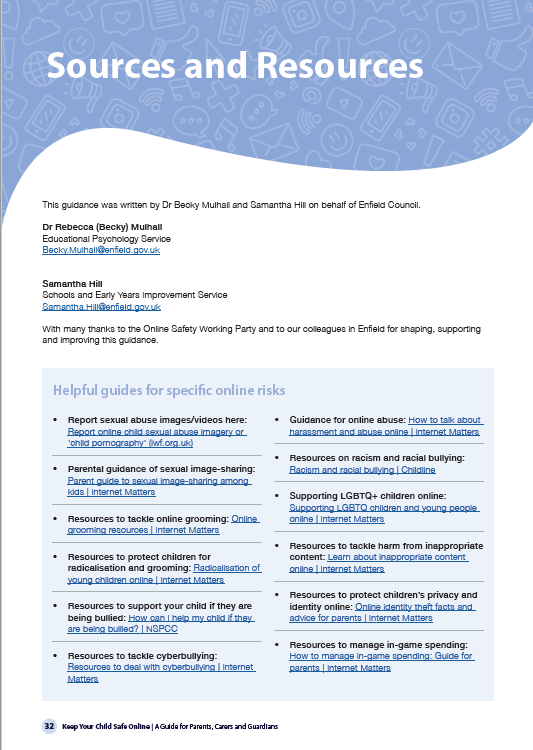 Sources and Resources
This guidance was written by Dr Becky Mulhall and Samantha Hill on behalf of Enfield Council.
Dr Rebecca (Becky) Mulhall
Educational Psychology Service
Becky.Mulhall@enfield.gov.uk
Samantha Hill
Schools and Early Years Improvement Service
Samantha.Hill@enfield.gov.uk
With many thanks to the Online Safety Working Party and to our colleagues in Enfield for shaping, supporting
and improving this guidance.
Helpful guides for specific online risks
• Report sexual abuse images/videos here:
Report online child sexual abuse imagery or
'child pornography' (iwf.org.uk)
• Parental guidance of sexual image-sharing:
Parent guide to sexual image-sharing among
kids | Internet Matters
• Resources to tackle online grooming: Online
grooming resources | Internet Matters
• Resources to protect children for
radicalisation and grooming: Radicalisation of
young children online | Internet Matters
• Resources to support your child if they are
being bullied: How can I help my child if they
are being bullied? | NSPCC
• Resources to tackle cyberbullying:
Resources to deal with cyberbullying | Internet
Matters
• Guidance for online abuse: How to talk about
harassment and abuse online | Internet Matters
• Resources on racism and racial bullying:
Racism and racial bullying | Childline
• Supporting LGBTQ+ children online:
Supporting LGBTQ children and young people
online | Internet Matters
• Resources to tackle harm from inappropriate
content: Learn about inappropriate content
online | Internet Matters
• Resources to protect children's privacy and
identity online: Online identity theft facts and
advice for parents | Internet Matters
• Resources to manage in-game spending:
How to manage in-game spending: Guide for
parents | Internet Matters
32 Keep Your Child Safe Online | A Guide for Parents, Carers and Guardians